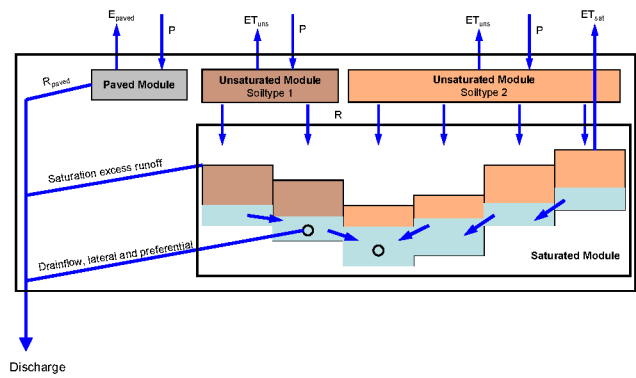 E_paved P ET_uns P ET_uns P ET_sat
R_paved
Paved Module
Unsaturated Module
Soiltype 1
Unsaturated Module
Soiltype 2
R
Saturation excess runoff
Drainflow, lateral and preferential
Saturated Module
Discharge